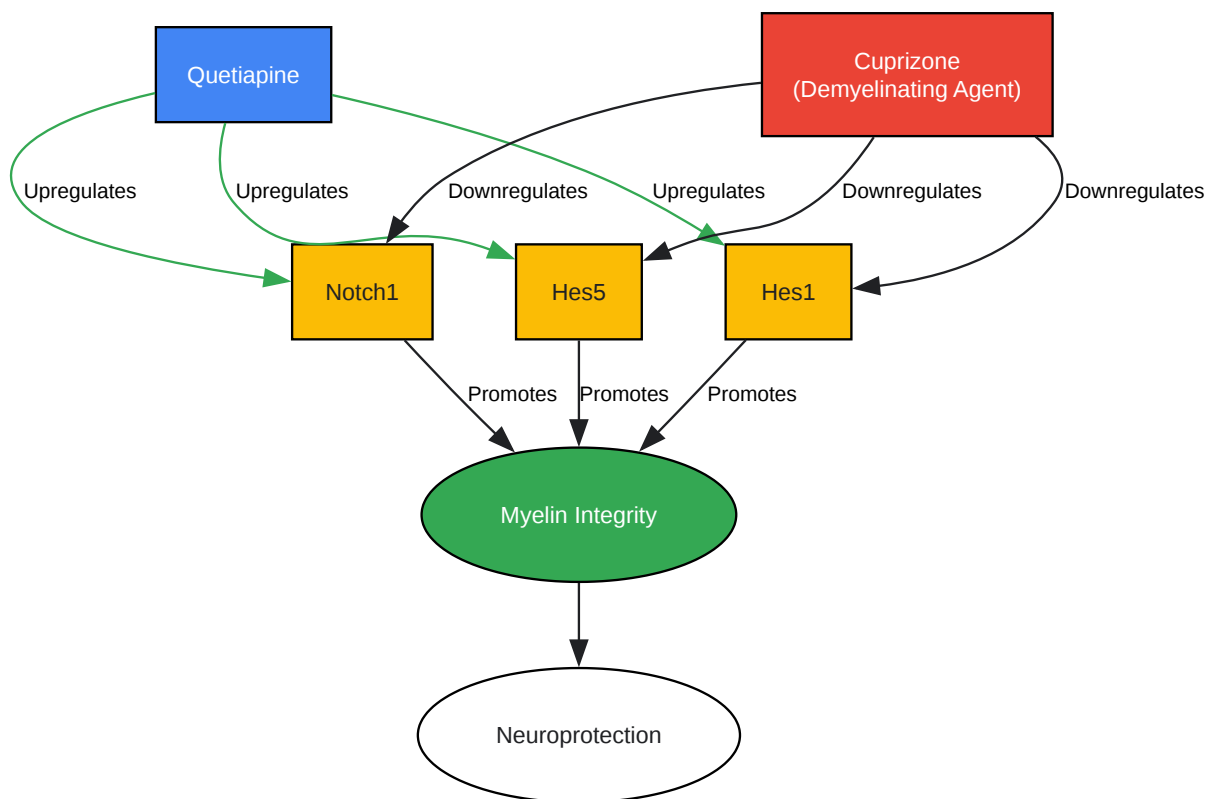 Quetiapine
Cuprizone
(Demyelinating Agent)
Upregulates
Upregulates
Downregulates
Upregulates
Downregulates
Downregulates
Notch1
Hes5
Hes1
Promotes
Promotes
Promotes
Myelin Integrity
Neuroprotection